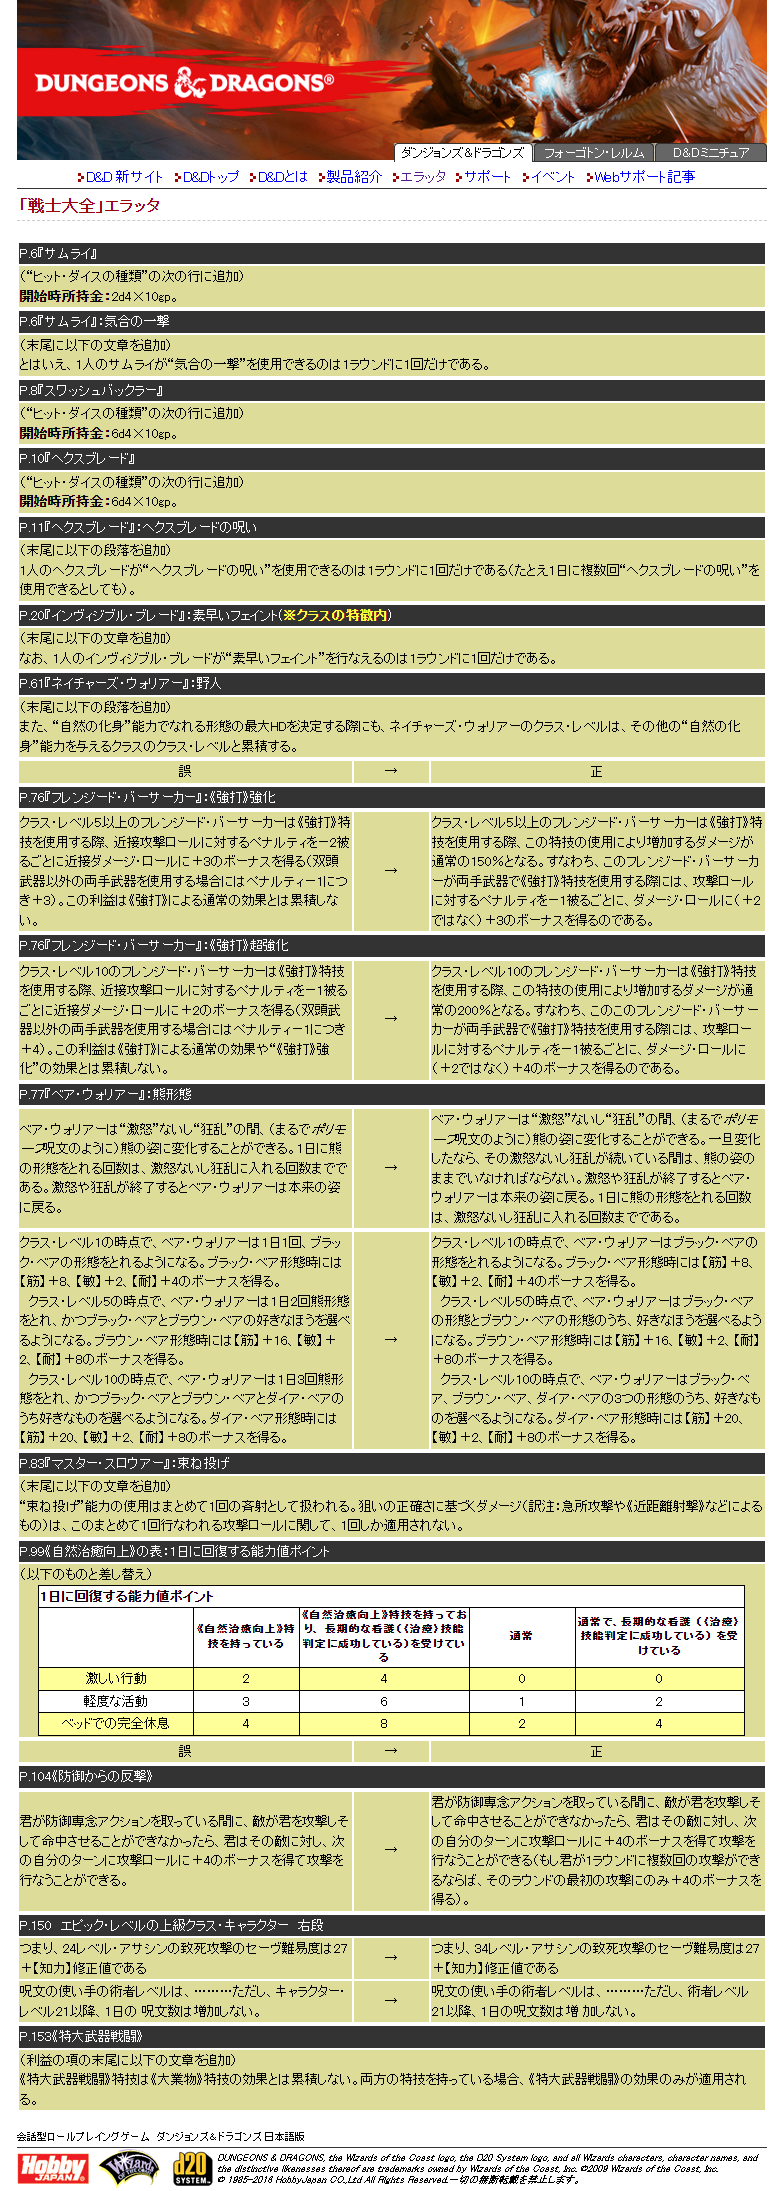 DUNGEONS & DRAGONS®
ダンジョンズ&ドラゴンズ フォーゴトン・レルム D&Dミニチュア
D&D 新サイト D&Dトップ D&Dとは 製品紹介 エラッタ サポート イベント Webサポート記事
「戦士大全」エラッタ
P.6『サムライ』
（“ヒット・ダイスの種類”の次の行に追加）
開始時所持金：2d4×10gp。
P.6『サムライ』：気合の一撃
（末尾に以下の文章を追加）
とはいえ、1人のサムライが“気合の一撃”を使用できるのは1ラウンドに1回だけである。
P.8『スワッシュバックラー』
（“ヒット・ダイスの種類”の次の行に追加）
開始時所持金：6d4×10gp。
P.10『ヘクスブレード』
（“ヒット・ダイスの種類”の次の行に追加）
開始時所持金：6d4×10gp。
P.11『ヘクスブレード』：ヘクスブレードの呪い
（末尾に以下の段落を追加）
1人のヘクスブレードが“ヘクスブレードの呪い”を使用できるのは1ラウンドに1回だけである（たとえ1日に複数回“ヘクスブレードの呪い”を
使用できるとしても）。
P.20『インヴィジブル・ブレード』：素早いフェイント（※クラスの特徴内）
（末尾に以下の文章を追加）
なお、1人のインヴィジブル・ブレードが“素早いフェイント”を行なえるのは1ラウンドに1回だけである。
P.61『ネイチャーズ・ウォリアー』：野人
（末尾に以下の段落を追加）
また、“自然の化身”能力でなれる形態の最大HDを決定する際にも、ネイチャーズ・ウォリアーのクラス・レベルは、その他の“自然の化
身”能力を与えるクラスのクラス・レベルと累積する。
誤 → 正
P.76『フレンジード・バーサーカー』：《強打》強化
クラス・レベル5以上のフレンジード・バーサーカーは《強打》特
技を使用する際、近接攻撃ロールに対するペナルティを－2被
るごとに近接ダメージ・ロールに＋3のボーナスを得る（双頭
武器以外の両手武器を使用する場合にはペナルティー1につ
き＋3）。この利益は《強打》による通常の効果とは累積しな
い。
→
クラス・レベル5以上のフレンジード・バーサーカーは《強打》特
技を使用する際、この特技の使用により増加するダメージが
通常の150％となる。すなわち、このフレンジード・バーサーカ
ーが両手武器で《強打》特技を使用する際には、攻撃ロール
に対するペナルティを－1被るごとに、ダメージ・ロールに（＋2
ではなく）＋3のボーナスを得るのである。
P.76『フレンジード・バーサーカー』：《強打》超強化
クラス・レベル10のフレンジード・バーサーカーは《強打》特技
を使用する際、近接攻撃ロールに対するペナルティを－1被る
ごとに近接ダメージ・ロールに＋2のボーナスを得る（双頭武
器以外の両手武器を使用する場合にはペナルティー1につき
＋4）。この利益は《強打》による通常の効果や“《強打》強
化”の効果とは累積しない。
→
クラス・レベル10のフレンジード・バーサーカーは《強打》特技
を使用する際、この特技の使用により増加するダメージが通
常の200％となる。すなわち、このこのフレンジード・バーサー
カーが両手武器で《強打》特技を使用する際には、攻撃ロー
ルに対するペナルティを－1被るごとに、ダメージ・ロールに
（＋2ではなく）＋4のボーナスを得るのである。
P.77『ベア・ウォリアー』：熊形態
ベア・ウォリアーは“激怒”ないし“狂乱”の間、（まるでポリモ
ーフ呪文のように）熊の姿に変化することができる。1日に熊
の形態をとれる回数は、激怒ないし狂乱に入れる回数までで
ある。激怒や狂乱が終了するとベア・ウォリアーは本来の姿
に戻る。
→
ベア・ウォリアーは“激怒”ないし“狂乱”の間、（まるでポリモ
ーフ呪文のように）熊の姿に変化することができる。一旦変化
したなら、その激怒ないし狂乱が続いている間は、熊の姿の
ままでいなければならない。激怒や狂乱が終了するとベア・
ウォリアーは本来の姿に戻る。1日に熊の形態をとれる回数
は、激怒ないし狂乱に入れる回数までである。
クラス・レベル1の時点で、ベア・ウォリアーは1日1回、ブラッ
ク・ベアの形態をとれるようになる。ブラック・ベア形態時には
【筋】＋8、【敏】＋2、【耐】＋4のボーナスを得る。
クラス・レベル5の時点で、ベア・ウォリアーは1日2回熊形態
をとれ、かつブラック・ベアとブラウン・ベアの好きなほうを選べ
るようになる。ブラウン・ベア形態時には【筋】＋16、【敏】＋
2、【耐】＋8のボーナスを得る。
クラス・レベル10の時点で、ベア・ウォリアーは1日3回熊形
態をとれ、かつブラック・ベアとブラウン・ベアとダイア・ベアの
うち好きなものを選べるようになる。ダイア・ベア形態時には
【筋】＋20、【敏】＋2、【耐】＋8のボーナスを得る。
→
クラス・レベル1の時点で、ベア・ウォリアーはブラック・ベアの
形態をとれるようになる。ブラック・ベア形態時には【筋】＋8、
【敏】＋2、【耐】＋4のボーナスを得る。
クラス・レベル5の時点で、ベア・ウォリアーはブラック・ベア
の形態とブラウン・ベアの形態のうち、好きなほうを選べるよう
になる。ブラウン・ベア形態時には【筋】＋16、【敏】＋2、【耐】
＋8のボーナスを得る。
クラス・レベル10の時点で、ベア・ウォリアーはブラック・ベ
ア、ブラウン・ベア、ダイア・ベアの3つの形態のうち、好きなも
のを選べるようになる。ダイア・ベア形態時には【筋】＋20、
【敏】＋2、【耐】＋8のボーナスを得る。
P.83『マスター・スロウアー』：束ね投げ
（末尾に以下の文章を追加）
“束ね投げ”能力の使用はまとめて1回の斉射として扱われる。狙いの正確さに基づくダメージ（訳注：急所攻撃や《近距離射撃》などによる
もの）は、このまとめて1回行なわれる攻撃ロールに関して、1回しか適用されない。
P.99《自然治癒向上》の表：1日に回復する能力値ポイント
（以下のものと差し替え）
1日に回復する能力値ポイント
《自然治癒向上》特
技を持っている
《自然治癒向上》特技を持ってお
り、長期的な看護（〈治療〉技能
判定に成功している）を受けてい
る
通常
通常で、長期的な看護（〈治療〉
技能判定に成功している）を受
けている
激しい行動 2 4 0 0
軽度な活動 3 6 1 2
ベッドでの完全休息 4 8 2 4
誤 → 正
P.104《防御からの反撃》
君が防御専念アクションを取っている間に、敵が君を攻撃しそ
して命中させることができなかったら、君はその敵に対し、次
の自分のターンに攻撃ロールに＋4のボーナスを得て攻撃を
行なうことができる。
→
君が防御専念アクションを取っている間に、敵が君を攻撃しそ
して命中させることができなかったら、君はその敵に対し、次
の自分のターンに攻撃ロールに＋4のボーナスを得て攻撃を
行なうことができる（もし君が1ラウンドに複数回の攻撃ができ
るならば、そのラウンドの最初の攻撃にのみ＋4のボーナスを
得る）。
P.150　エピック・レベルの上級クラス・キャラクター　右段
つまり、24レベル・アサシンの致死攻撃のセーヴ難易度は27
＋【知力】修正値である
→
つまり、34レベル・アサシンの致死攻撃のセーヴ難易度は27
＋【知力】修正値である
呪文の使い手の術者レベルは、………ただし、キャラクター・
レベル21以降、1日の 呪文数は増加しない。
→
呪文の使い手の術者レベルは、………ただし、術者レベル
21以降、1日の呪文数は増 加しない。
P.153《特大武器戦闘》
（利益の項の末尾に以下の文章を追加）
《特大武器戦闘》特技は《大業物》特技の効果とは累積しない。両方の特技を持っている場合、《特大武器戦闘》の効果のみが適用され
る。
会話型ロールプレイングゲーム ダンジョンズ&ドラゴンズ日本語版
Hobby JAPAN Wizards of the Coast d20 SYSTEM
DUNGEONS & DRAGONS, the Wizards of the Coast logo, the D20 System logo, and all Wizards characters, character names, and
the distinctive likenesses thereof are trademarks owned by Wizards of the Coast, Inc. ©2009 Wizards of the Coast, Inc.
© 1985-2016 HobbyJapan CO.,Ltd All Rights Reserved.一切の無断転載を禁止します。